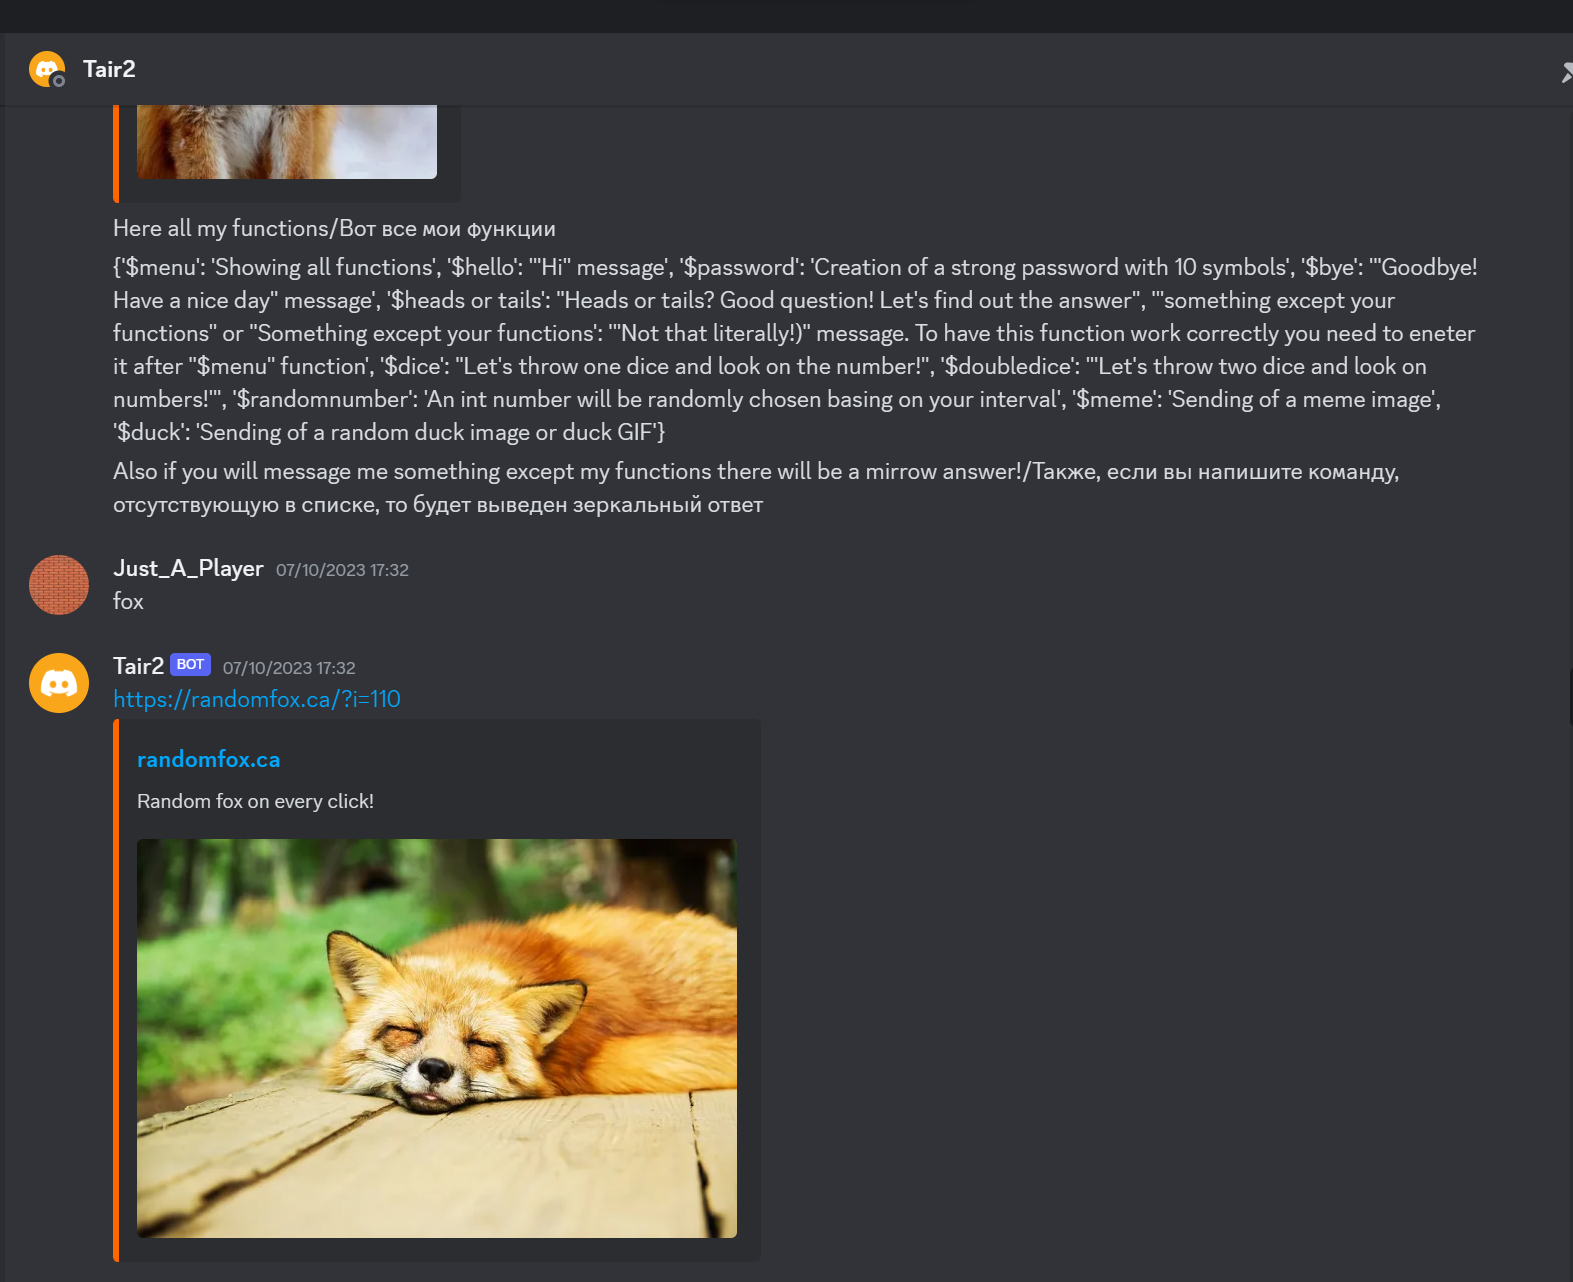 Tair2
Here all my functions/Вот все мои функции
{'$menu': 'Showing all functions', '$hello': '"Hi" message', '$password': 'Creation of a strong password with 10 symbols', '$bye': '"Goodbye!
Have a nice day" message', '$heads or tails': "Heads or tails? Good question! Let's find out the answer", '"something except your
functions" or "Something except your functions': '"Not that literally!)" message. To have this function work correctly you need to eneter
it after "$menu" function', '$dice': "Let's throw one dice and look on the number!", '$doubledice': '"Let's throw two dice and look on
numbers!'", '$randomnumber': 'An int number will be randomly chosen basing on your interval', '$meme': 'Sending of a meme image',
'$duck': 'Sending of a random duck image or duck GIF'}
Also if you will message me something except my functions there will be a mirrow answer!/Также, если вы напишите команду,
отсутствующую в списке, то будет выведен зеркальный ответ
Just_A_Player 07/10/2023 17:32
fox
Tair2 BOT 07/10/2023 17:32
https://randomfox.ca/?i=110
randomfox.ca
Random fox on every click!